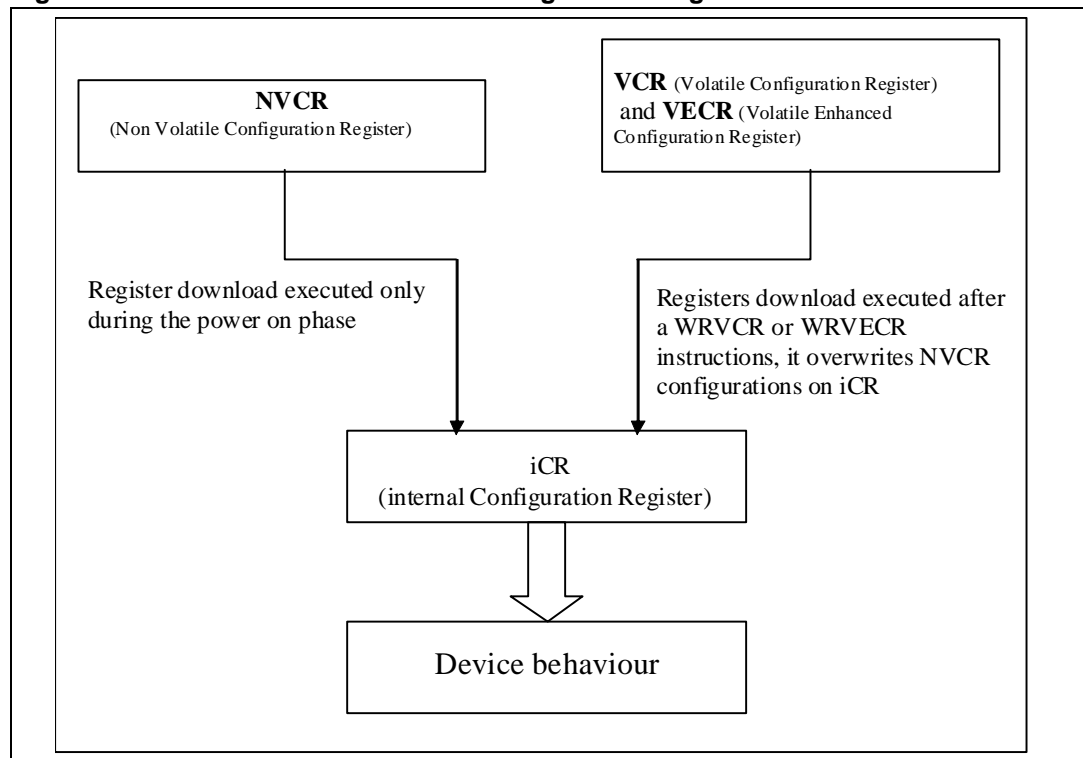 NVCR
(Non Volatile Configuration Register)
VCR (Volatile Configuration Register)
and VECR (Volatile Enhanced
Configuration Register)
Register download executed only
during the power on phase
Registers download executed after
a WRVCR or WRVECR
instructions, it overwrites NVCR
configurations on iCR
iCR
(internal Configuration Register)
Device behaviour